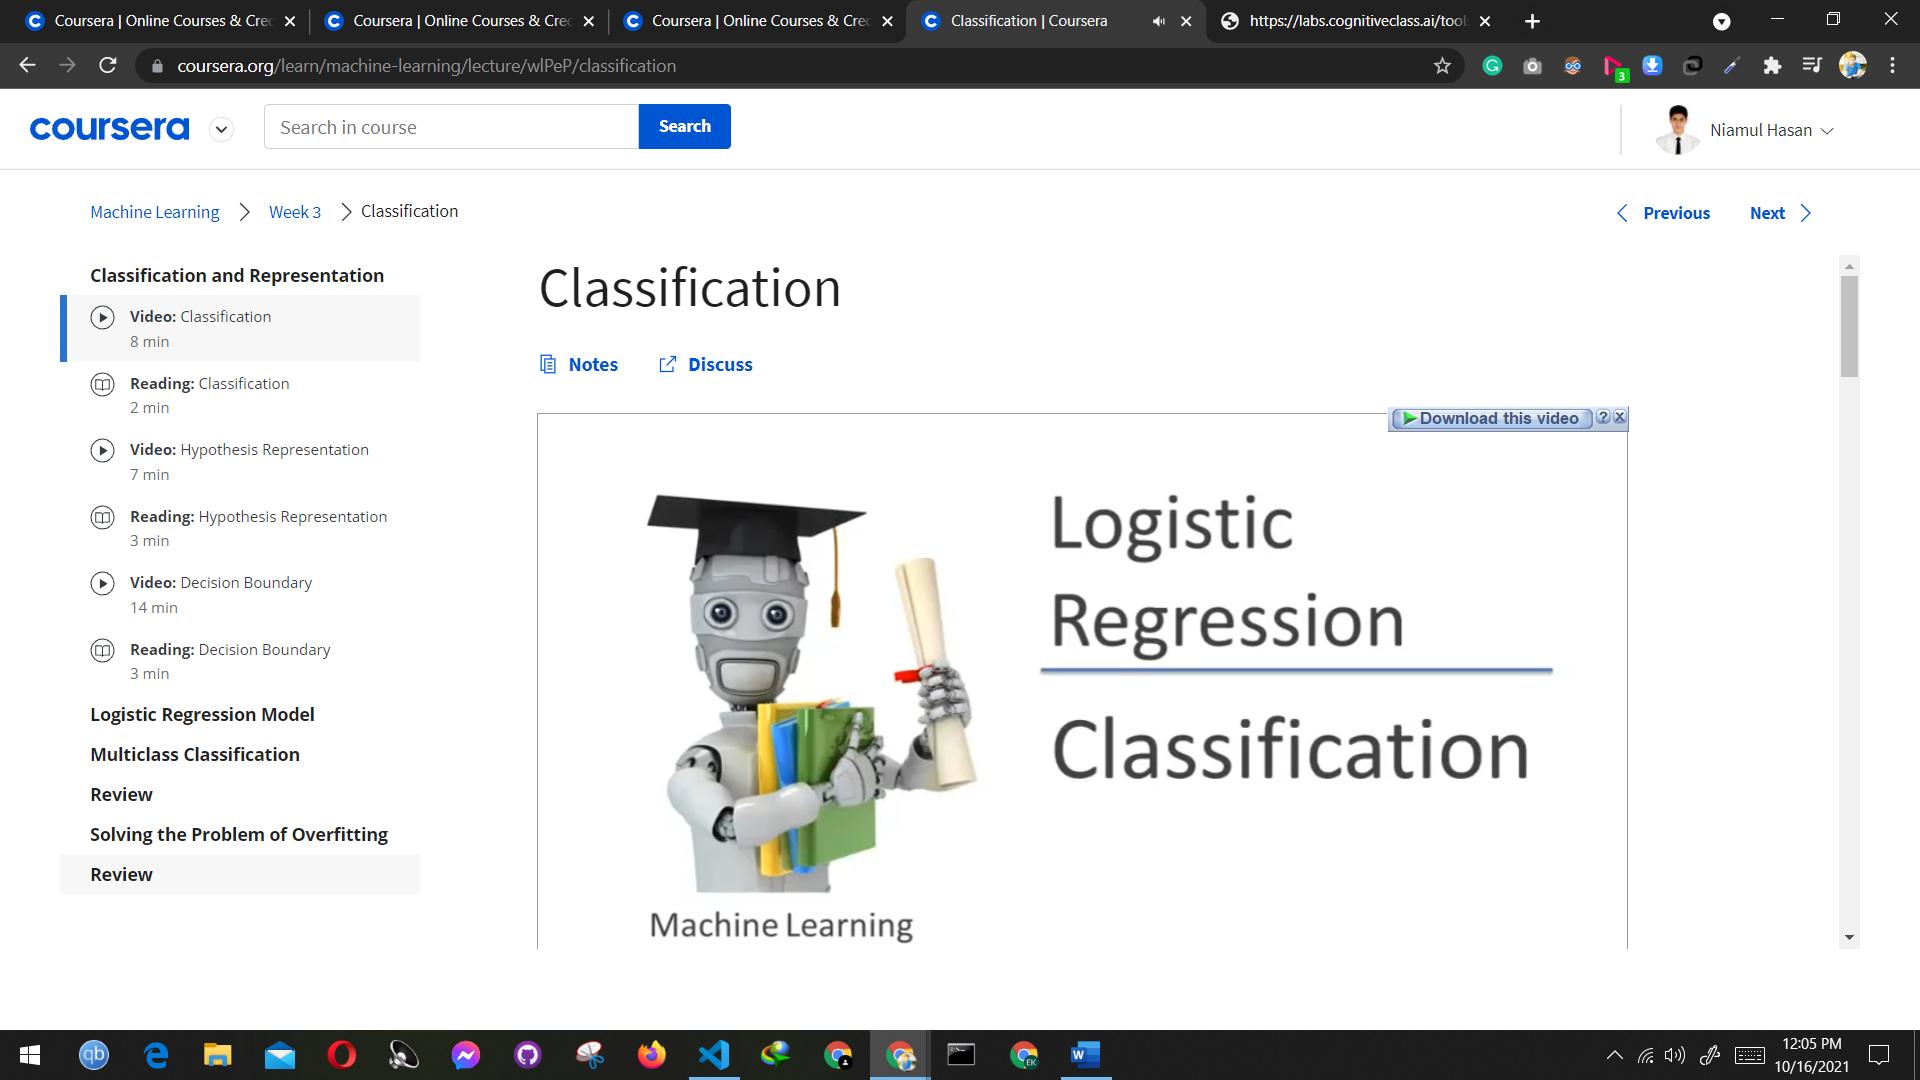 Coursera | Online Courses & Cre
Coursera | Online Courses & Cre
Coursera | Online Courses & Cre
Classification | Coursera
https://labs.cognitiveclass.ai/tool
coursera.org/learn/machine-learning/lecture/wlPeP/classification
3
coursera
Search in course
Search
Niamul Hasan
Machine Learning
Week 3
Classification
Previous
Next
Classification and Representation
Video: Classification
8 min
Reading: Classification
2 min
Video: Hypothesis Representation
7 min
Reading: Hypothesis Representation
3 min
Video: Decision Boundary
14 min
Reading: Decision Boundary
3 min
Logistic Regression Model
Multiclass Classification
Review
Solving the Problem of Overfitting
Review
Classification
Notes
Discuss
Download this video
?
Logistic
Regression
Classification
Machine Learning
qb
EK
W
12:05 PM
10/16/2021